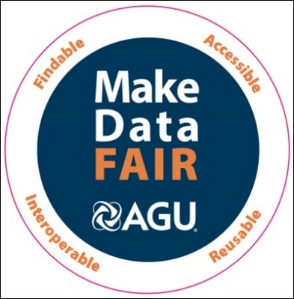 Findable
Accessible
Make
Data
FAIR
AGU
Interoperable
Reusable